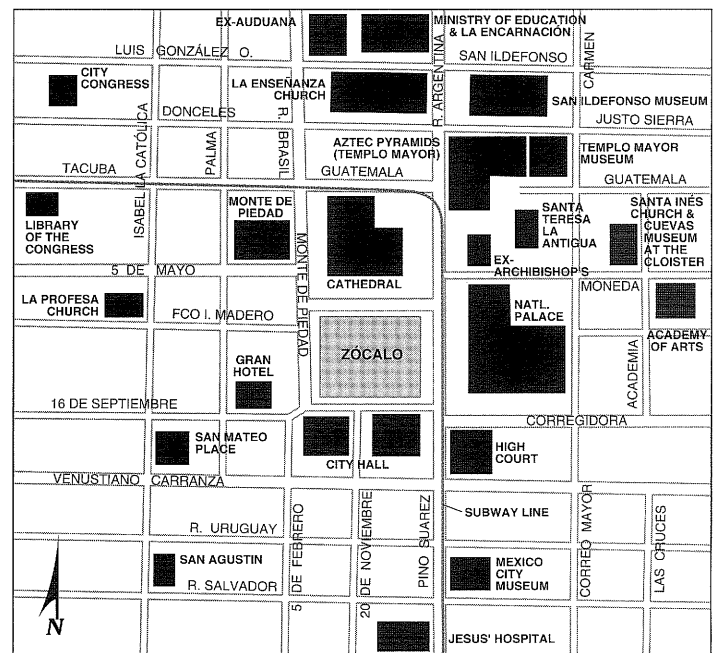 EX-AUDUANA
MINISTRY OF EDUCATION
& LA ENCARNACIÓN
LUIS GONZÁLEZ O.
SAN ILDEFONSO
CITY
CONGRESS
LA ENSEÑANZA
CHURCH
R. ARGENTINA
CARMEN
SAN ILDEFONSO MUSEUM
DONCELES
JUSTO SIERRA
ISABEL LA CATÓLICA
PALMA
R. BRASIL
AZTEC PYRAMIDS
(TEMPLO MAYOR)
TEMPLO MAYOR
MUSEUM
TACUBA
GUATEMALA
GUATEMALA
LIBRARY
OF THE
CONGRESS
MONTE DE
PIEDAD
SANTA
TERESA
LA
ANTIGUA
SANTA INÉS
CHURCH &
CUEVAS
MUSEUM
AT THE
CLOISTER
MONTE DE PIEDAD
CATHEDRAL
EX-
ARCHIBISHOP'S
5 DE MAYO
MONEDA
LA PROFESA
CHURCH
FCO I. MADERO
NATL.
PALACE
ACADEMY
OF ARTS
ZÓCALO
GRAN
HOTEL
ACADEMIA
16 DE SEPTIEMBRE
CORREGIDORA
SAN MATEO
PLACE
CITY HALL
HIGH
COURT
VENUSTIANO CARRANZA
5 DE FEBRERO
20 DE NOVIEMBRE
PINO SUAREZ
SUBWAY LINE
CORREO MAYOR
LAS CRUCES
R. URUGUAY
SAN AGUSTIN
R. SALVADOR
MEXICO
CITY
MUSEUM
N
JESUS' HOSPITAL